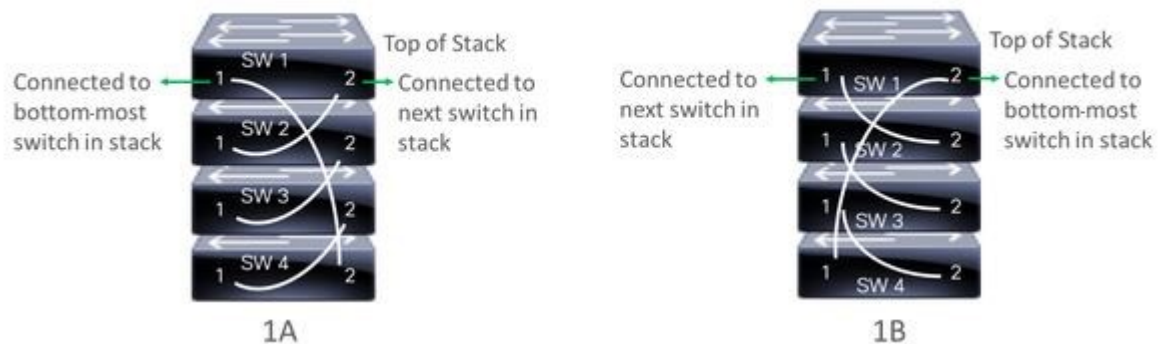 Top of Stack
SW 1
1
2
Connected to
bottom-most
switch in stack
Connected to
next switch in
stack
SW 2
1
2
SW 3
1
2
SW 4
1
2
1A
Top of Stack
1
2
SW 1
Connected to
next switch in
stack
Connected to
bottom-most
switch in stack
1
2
SW 2
1
2
SW 3
1
2
SW 4
1B